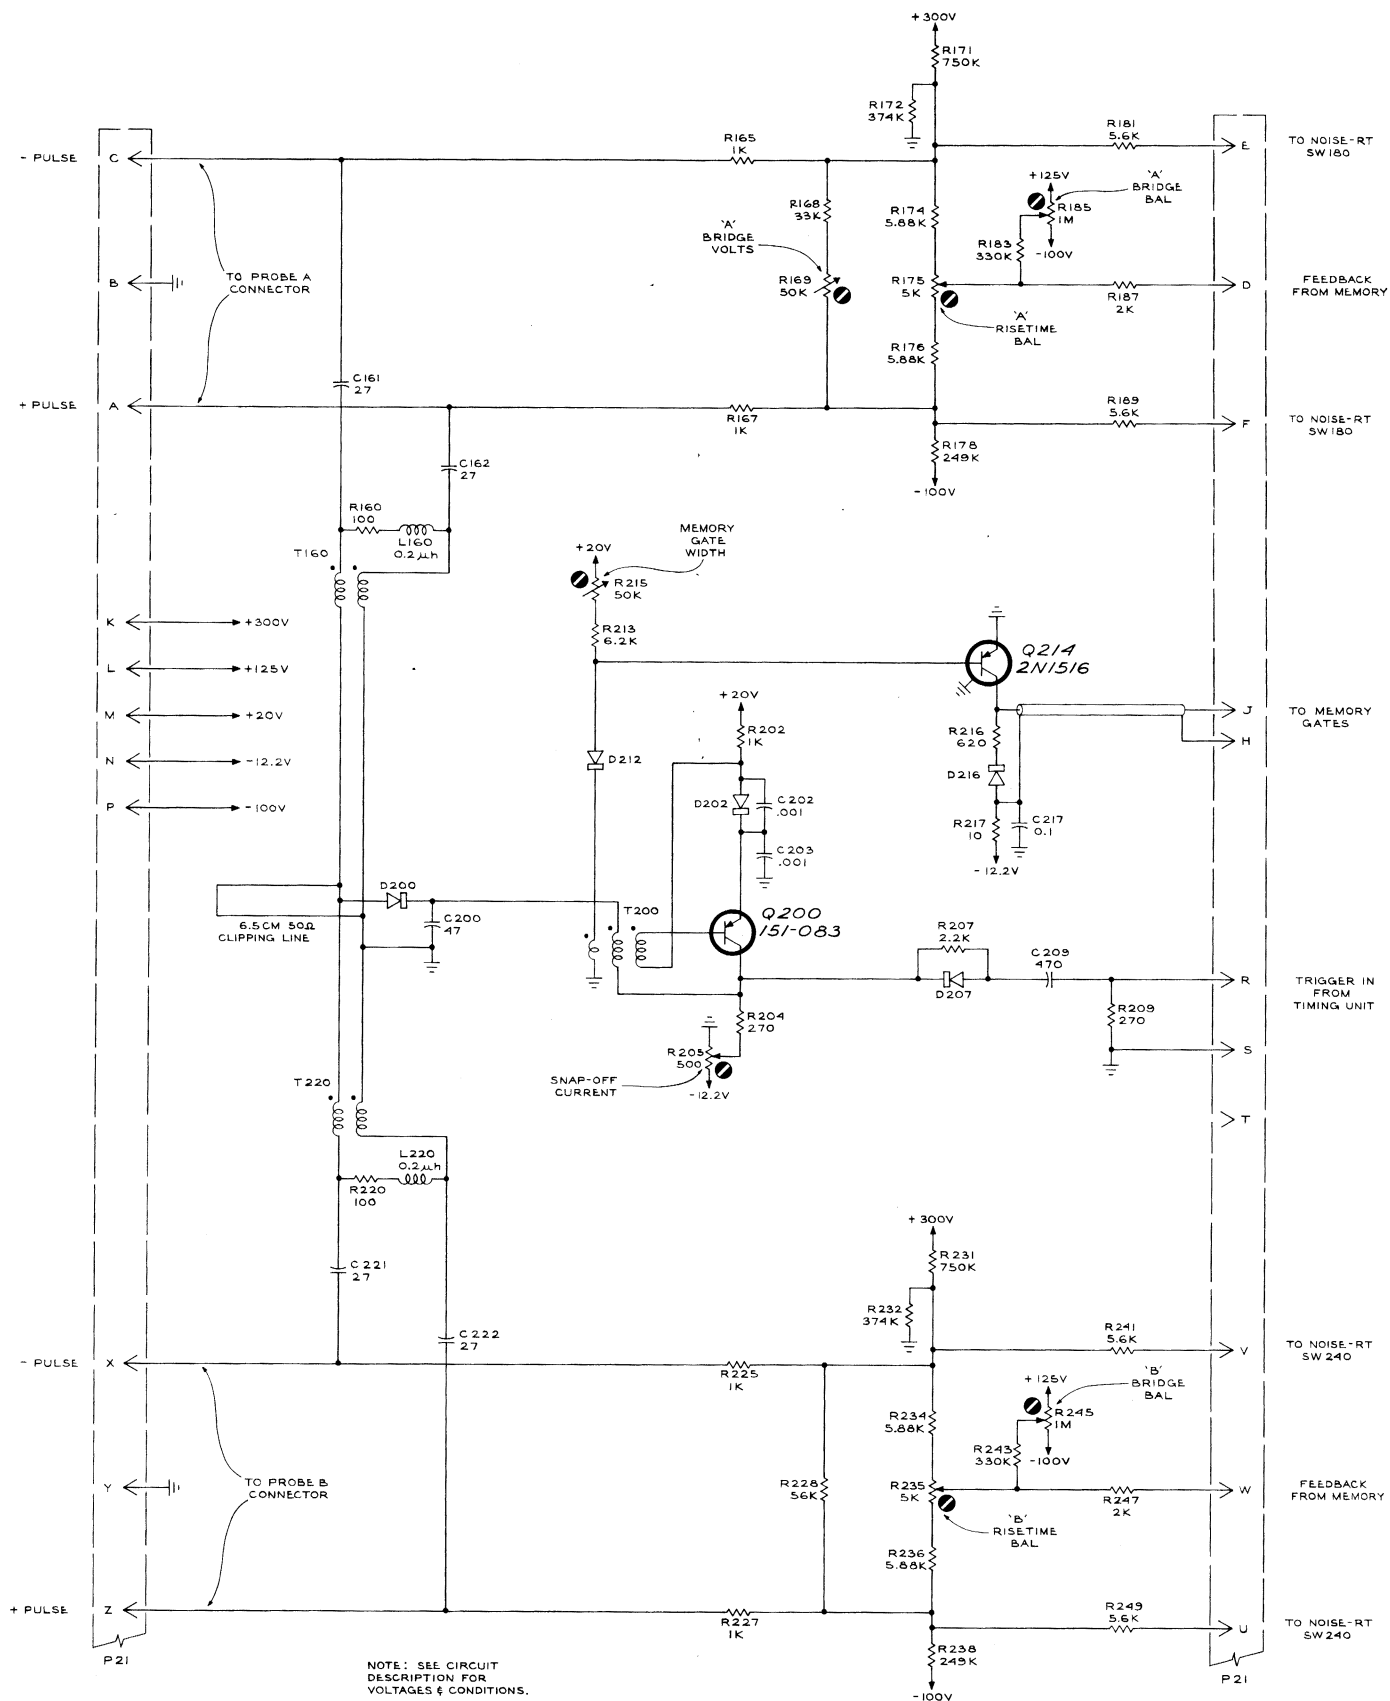 +300V
R171
750K
R172
374K
R181
5.6K
R165
1K
- PULSE
C
E
TO NOISE-RT
SW180
+125V
'A'
BRIDGE
BAL
R185
1M
R168
33K
R174
5.88K
'A'
BRIDGE
VOLTS
R183
330K
-100V
TO PROBE A
CONNECTOR
B
R169
50K
R175
5K
R187
2K
D
FEEDBACK
FROM MEMORY
'A'
RISETIME
BAL
R176
5.88K
C161
27
+ PULSE
A
R167
1K
R189
5.6K
F
TO NOISE-RT
SW180
R178
249K
-100V
C162
27
R160
100
L160
0.2µh
T160
MEMORY
GATE
WIDTH
+20V
R215
50K
R213
6.2K
K
+300V
L
+125V
M
+20V
N
-12.2V
P
-100V
Q214
2N1516
+20V
R202
1K
R216
620
J
H
TO MEMORY
GATES
D212
D216
D202
C202
.001
R217
10
C217
0.1
C203
.001
-12.2V
D200
C200
47
6.5CM 50Ω
CLIPPING LINE
T200
Q200
151-083
R207
2.2K
D207
C209
470
R
TRIGGER IN
FROM
TIMING UNIT
R204
270
R209
270
R205
500
S
SNAP-OFF
CURRENT
-12.2V
T220
T
L220
0.2µh
R220
100
+300V
R231
750K
C221
27
R232
374K
C222
27
R241
5.6K
- PULSE
X
R225
1K
V
TO NOISE-RT
SW240
+125V
'B'
BRIDGE
BAL
R245
1M
R234
5.88K
R243
330K
-100V
TO PROBE B
CONNECTOR
Y
R228
56K
R235
5K
R247
2K
W
FEEDBACK
FROM MEMORY
'B'
RISETIME
BAL
R236
5.88K
+ PULSE
Z
R227
1K
R249
5.6K
U
TO NOISE-RT
SW240
R238
249K
-100V
P21
P21
NOTE: SEE CIRCUIT
DESCRIPTION FOR
VOLTAGES & CONDITIONS.